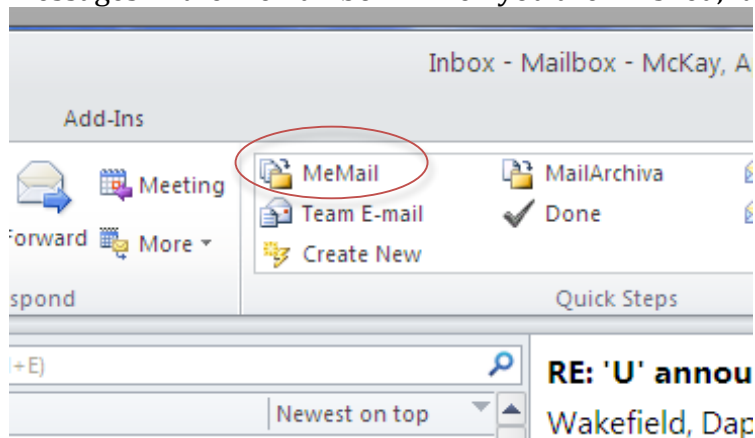 Inbox - Mailbox - McKay, A
Add-Ins
MeMail
MailArchiva
Meeting
Team E-mail
Done
Forward
More
Create New
spond
Quick Steps
+E)
RE: 'U' annou
Newest on top
Wakefield, Dap